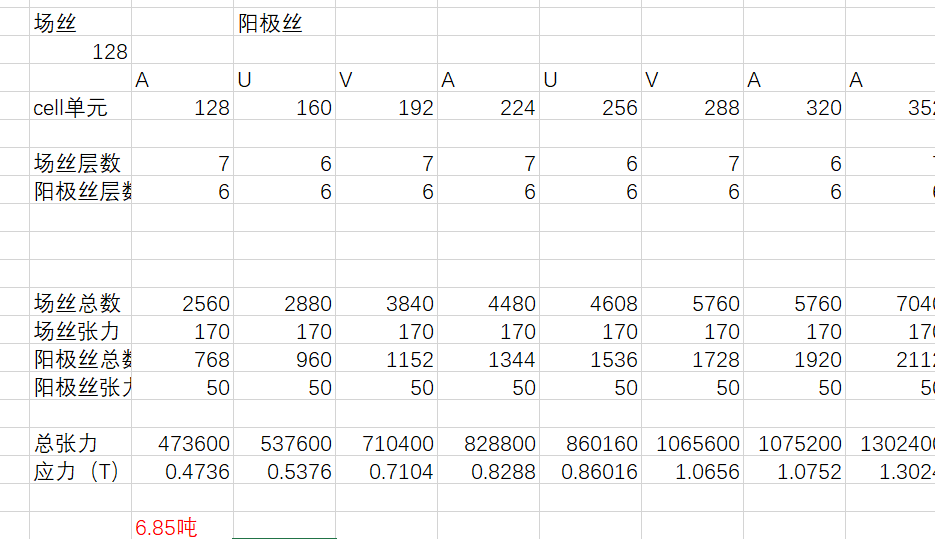 场丝 阳极丝
128
A U V A U V A A
cell单元 128 160 192 224 256 288 320
场丝层数 7 6 7 7 6 7 6
阳极丝层 6 6 6 6 6 6 6
场丝总数 2560 2880 3840 4480 4608 5760 5760
场丝张力 170 170 170 170 170 170 170
阳极丝总 768 960 1152 1344 1536 1728 1920
阳极丝张 50 50 50 50 50 50 50
总张力 473600 537600 710400 828800 860160 1065600 1075200
应力（T） 0.4736 0.5376 0.7104 0.8288 0.86016 1.0656 1.0752
6.85吨